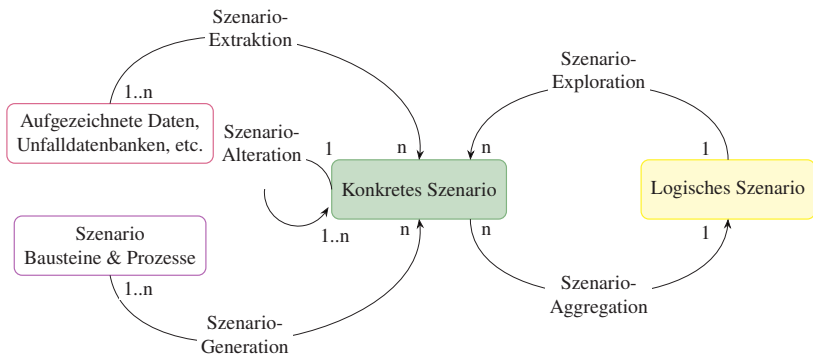 Szenario-
Extraktion
1..n
Aufgezeichnete Daten,
Unfalldatenbanken, etc.
Szenario-
Alteration
1
n
n
Szenario-
Exploration
1
Konkretes Szenario
Logisches Szenario
1..n
n
n
1
Szenario
Bausteine & Prozesse
1..n
Szenario-
Generation
Szenario-
Aggregation